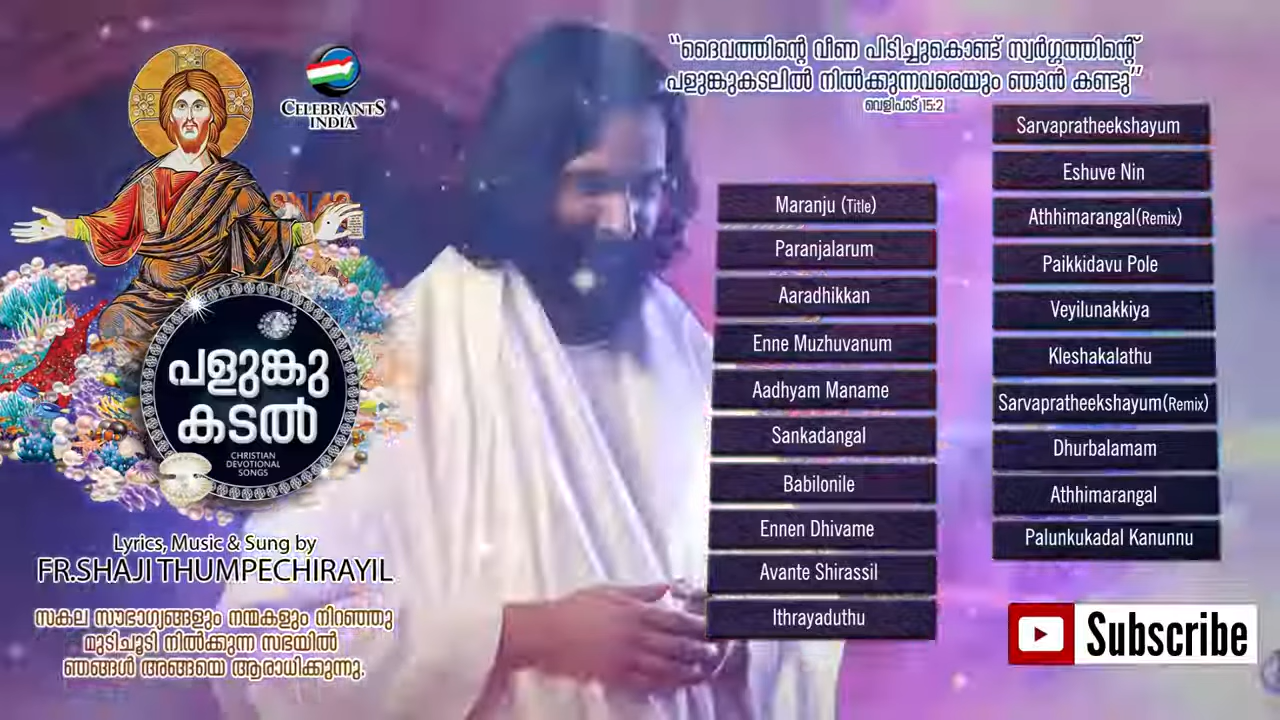 CELEBRANTS
INDIA
"ദൈവത്തിന്റെ വീണ പിടിച്ചുകൊണ്ട് സ്വർഗ്ഗത്തിന്റെ
പളുങ്കുകടലിൽ നിൽക്കുന്നവരെയും ഞാൻ കണ്ടു"
വെളിപാട് 15:2
പളുങ്കു
കടൽ
CHRISTIAN
DEVOTIONAL
SONGS
Lyrics, Music & Sung by
FR.SHAJI THUMPECHIRAYIL
സകല സൗഭാഗ്യങ്ങളും നന്മകളും നിറഞ്ഞു
മുടിചൂടി നിൽക്കുന്ന സഭയിൽ
ഞങ്ങൾ അങ്ങയെ ആരാധിക്കുന്നു.
Maranju (Title)
Paranjalarum
Aaradhikkan
Enne Muzhuvanum
Aadhyam Maname
Sankadangal
Babilonile
Ennen Dhivame
Avante Shirassil
Ithrayaduthu
Sarvapratheekshayum
Eshuve Nin
Athhimarangal(Remix)
Paikkidavu Pole
Veyilunakkiya
Kleshakalathu
Sarvapratheekshayum(Remix)
Dhurbalamam
Athhimarangal
Palunkukadal Kanunnu
Subscribe